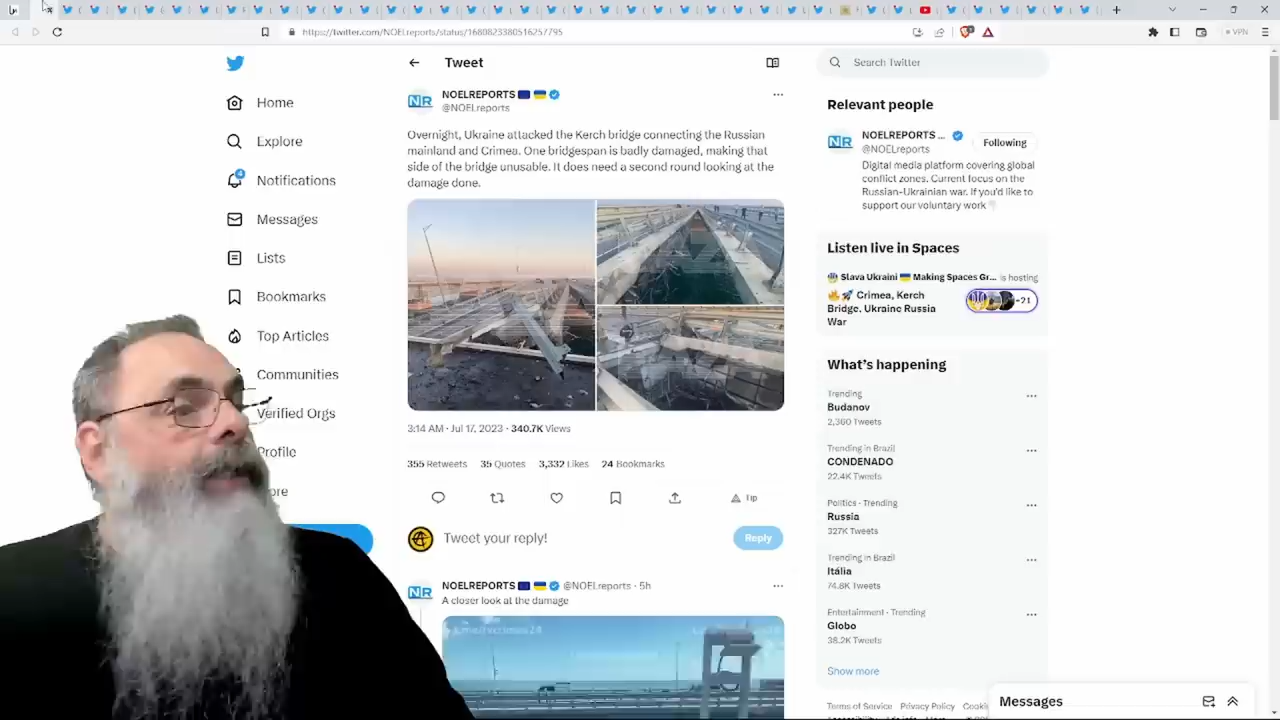 https://twitter.com/NOELreports/status/1680823380516257795
VPN
Home
Explore
4
Notifications
Messages
Lists
Bookmarks
Top Articles
Communities
Verified Orgs
Profile
Tweet
NOELREPORTS
@NOELreports
Overnight, Ukraine attacked the Kerch bridge connecting the Russian
mainland and Crimea. One bridgespan is badly damaged, making that
side of the bridge unusable. It does need a second round looking at the
damage done.
3:14 AM · Jul 17, 2023 · 340.7K Views
355 Retweets 35 Quotes 3,332 Likes 24 Bookmarks
Tip
Tweet your reply!
Reply
NOELREPORTS @NOELreports · 5h
A closer look at the damage
Search Twitter
Relevant people
NOELREPORTS ...
@NOELreports
Following
Digital media platform covering global
conflict zones. Current focus on the
Russian-Ukrainian war. If you'd like to
support our voluntary work
Listen live in Spaces
Slava Ukraini Making Spaces Gr... is hosting
Crimea, Kerch
Bridge, Ukraine Russia
War
+21
What's happening
Trending
Budanov
2,360 Tweets
Trending in Brazil
CONDENADO
22.4K Tweets
Politics · Trending
Russia
327K Tweets
Trending in Brazil
Itália
74.8K Tweets
Entertainment · Trending
Globo
38.2K Tweets
Show more
Terms of Service Privacy Policy
Messages